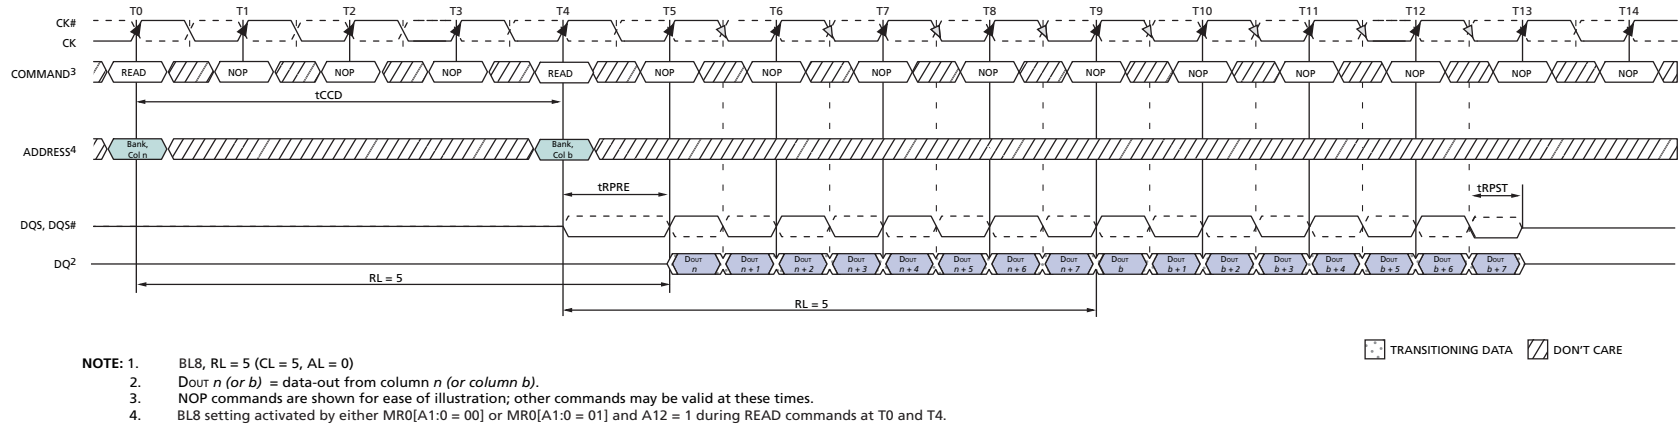 T0 T1 T2 T3 T4 T5 T6 T7 T8 T9 T10 T11 T12 T13 T14
CK#
CK
COMMAND3 READ NOP NOP NOP READ NOP NOP NOP NOP NOP NOP NOP NOP NOP NOP
tCCD
ADDRESS4 Bank, Col n Bank, Col b
tRPRE tRPST
DQS, DQS#
DQ2 DOUT n DOUT n + 1 DOUT n + 2 DOUT n + 3 DOUT n + 4 DOUT n + 5 DOUT n + 6 DOUT n + 7 DOUT b DOUT b + 1 DOUT b + 2 DOUT b + 3 DOUT b + 4 DOUT b + 5 DOUT b + 6 DOUT b + 7
RL = 5
RL = 5
TRANSITIONING DATA DON'T CARE
NOTE: 1. BL8, RL = 5 (CL = 5, AL = 0)
2. DOUT n (or b) = data-out from column n (or column b).
3. NOP commands are shown for ease of illustration; other commands may be valid at these times.
4. BL8 setting activated by either MR0[A1:0 = 00] or MR0[A1:0 = 01] and A12 = 1 during READ commands at T0 and T4.